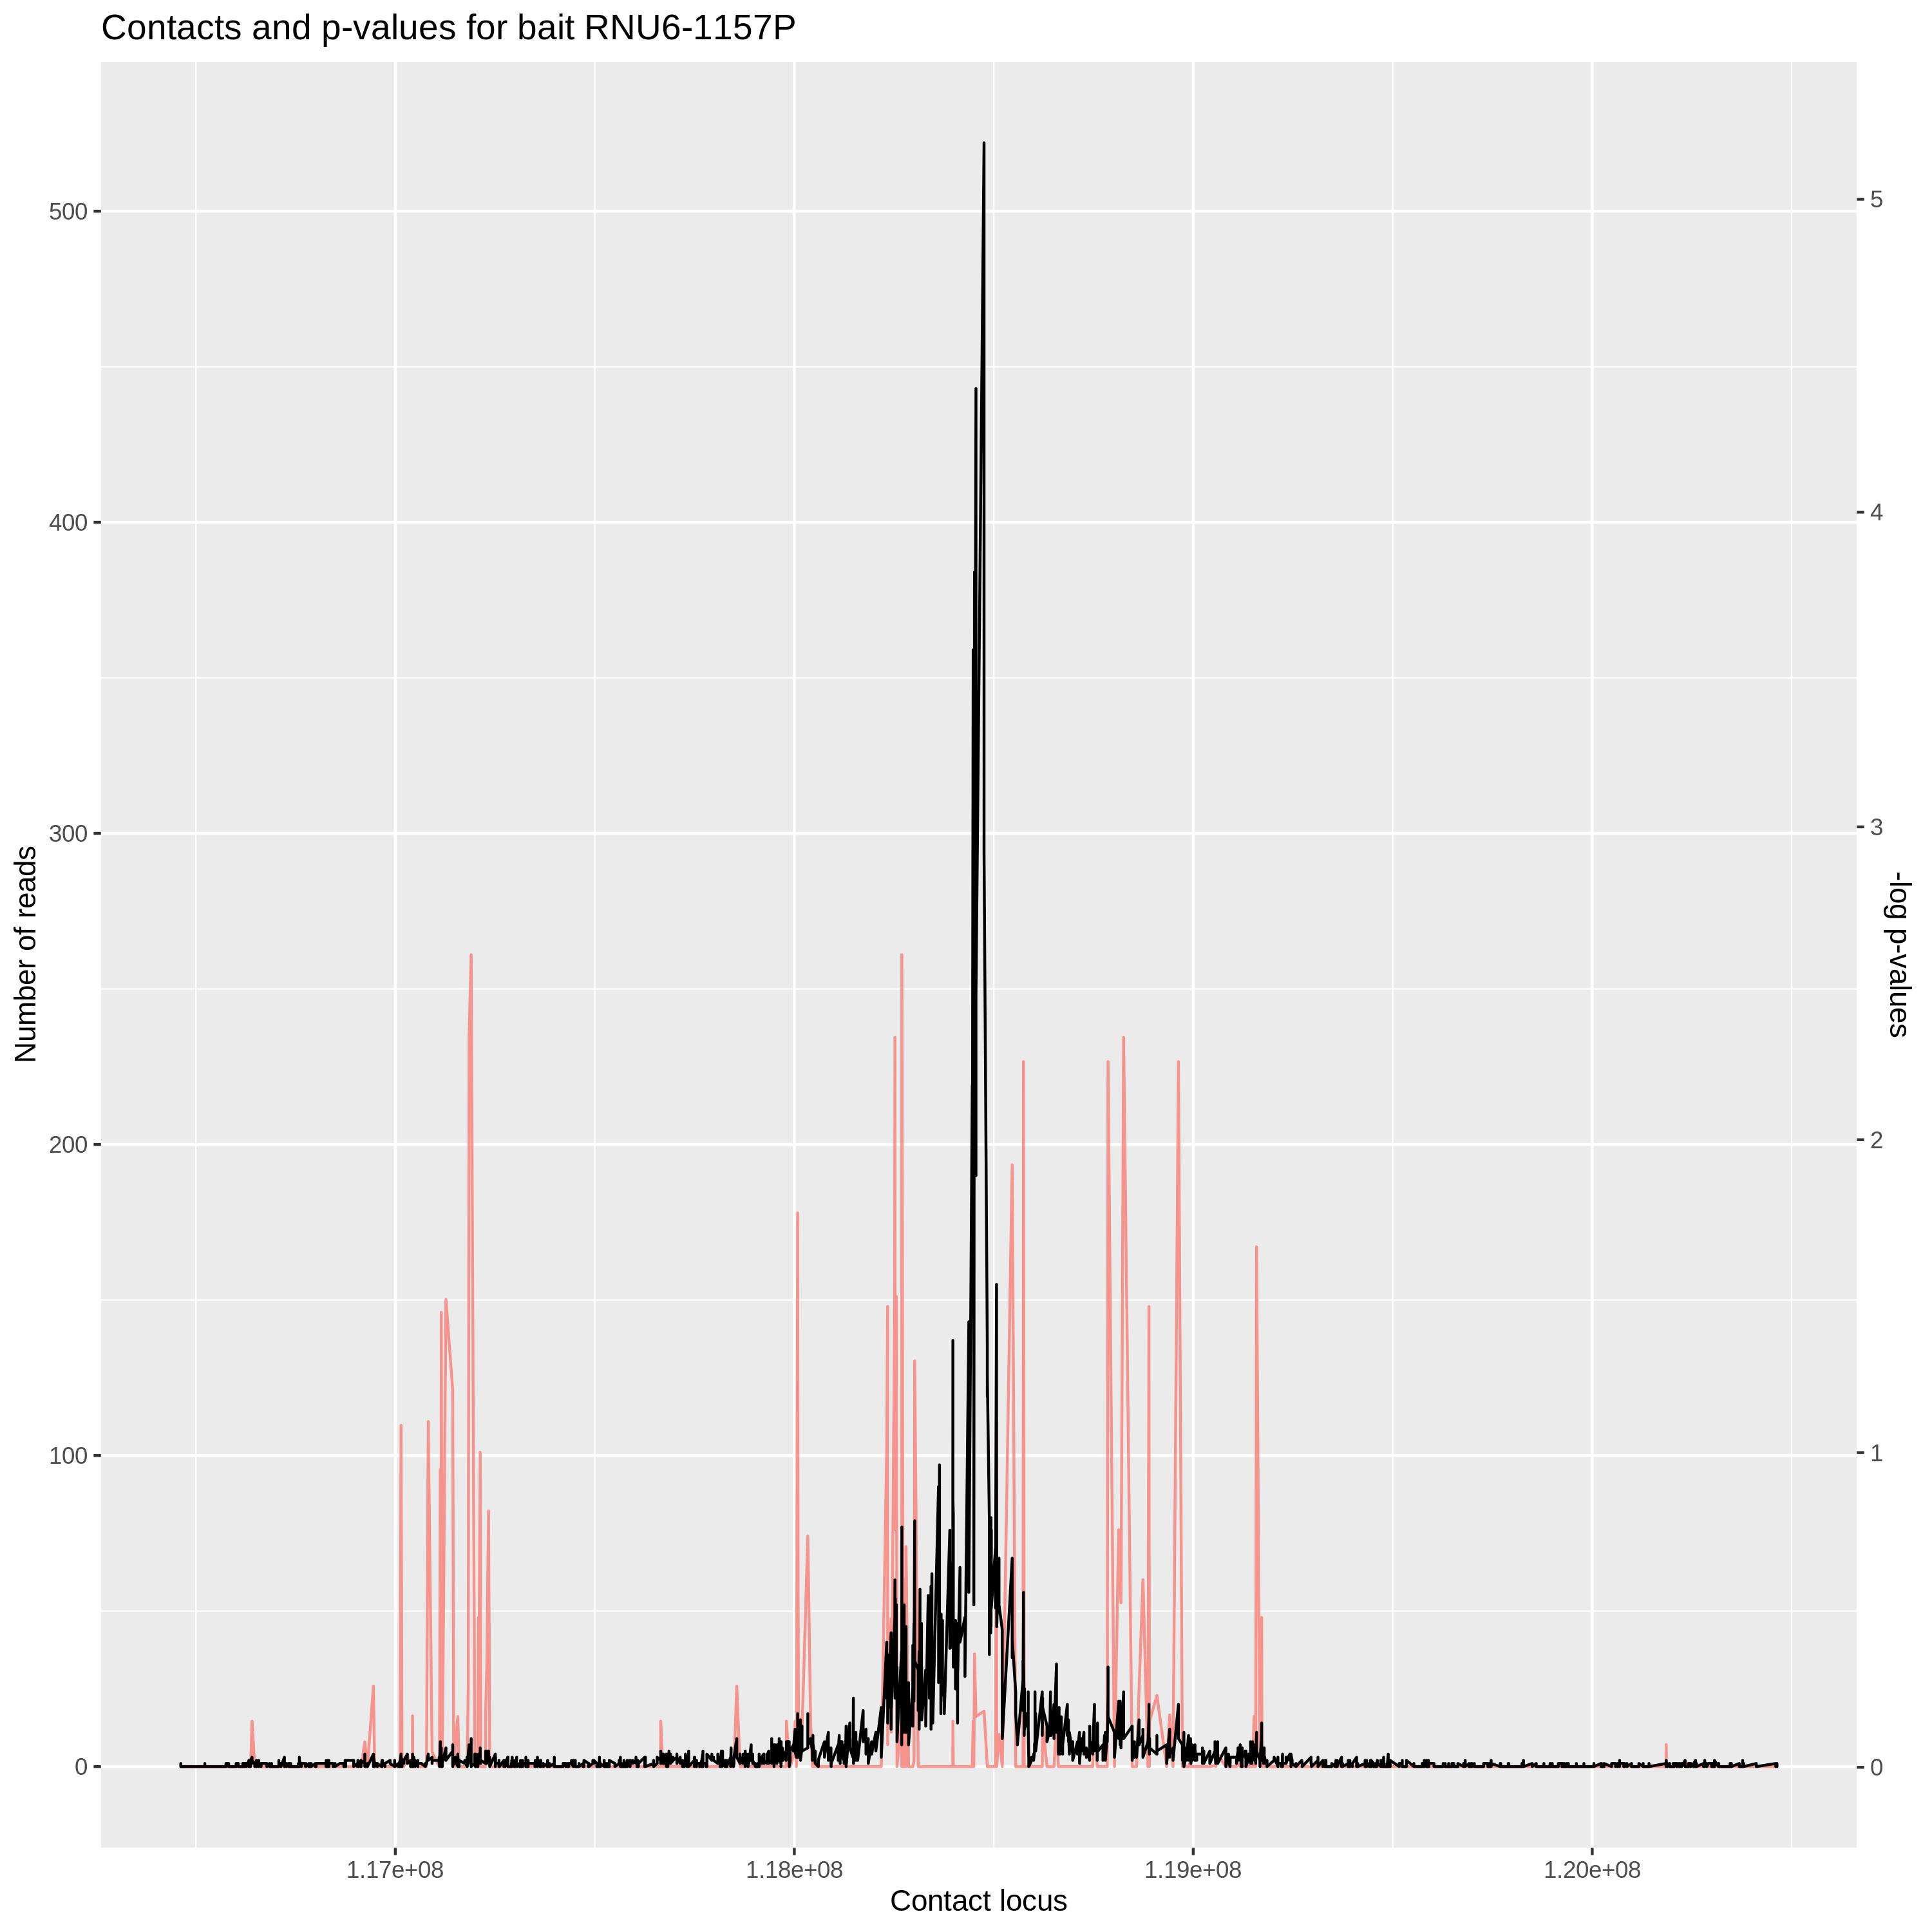 Contacts and p-values for bait RNU6-1157P
Number of reads
500
400
300
200
100
0
5
4
3
2
1
0
-log p-values
1.17e+08
1.18e+08
1.19e+08
1.20e+08
Contact locus